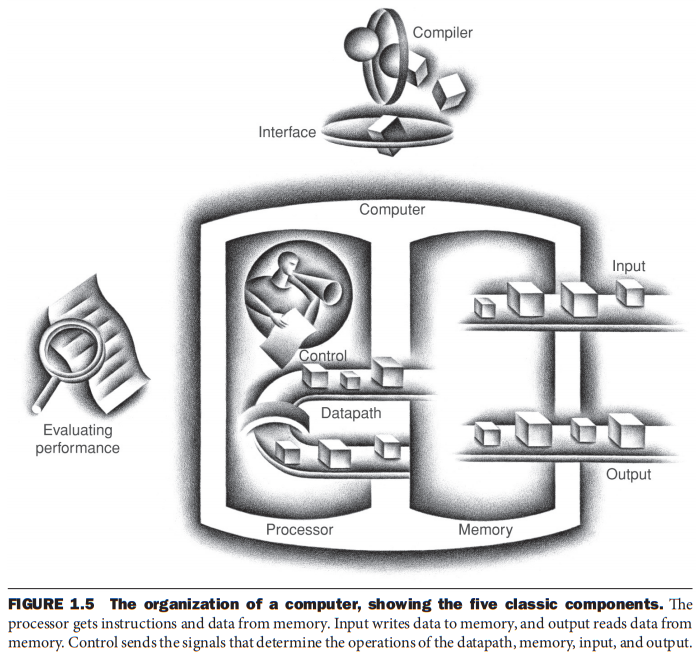 Compiler
Interface
Computer
Input
Control
Evaluating
performance
Datapath
Output
Processor
Memory
FIGURE 1.5 The organization of a computer, showing the five classic components. The
processor gets instructions and data from memory. Input writes data to memory, and output reads data from
memory. Control sends the signals that determine the operations of the datapath, memory, input, and output.